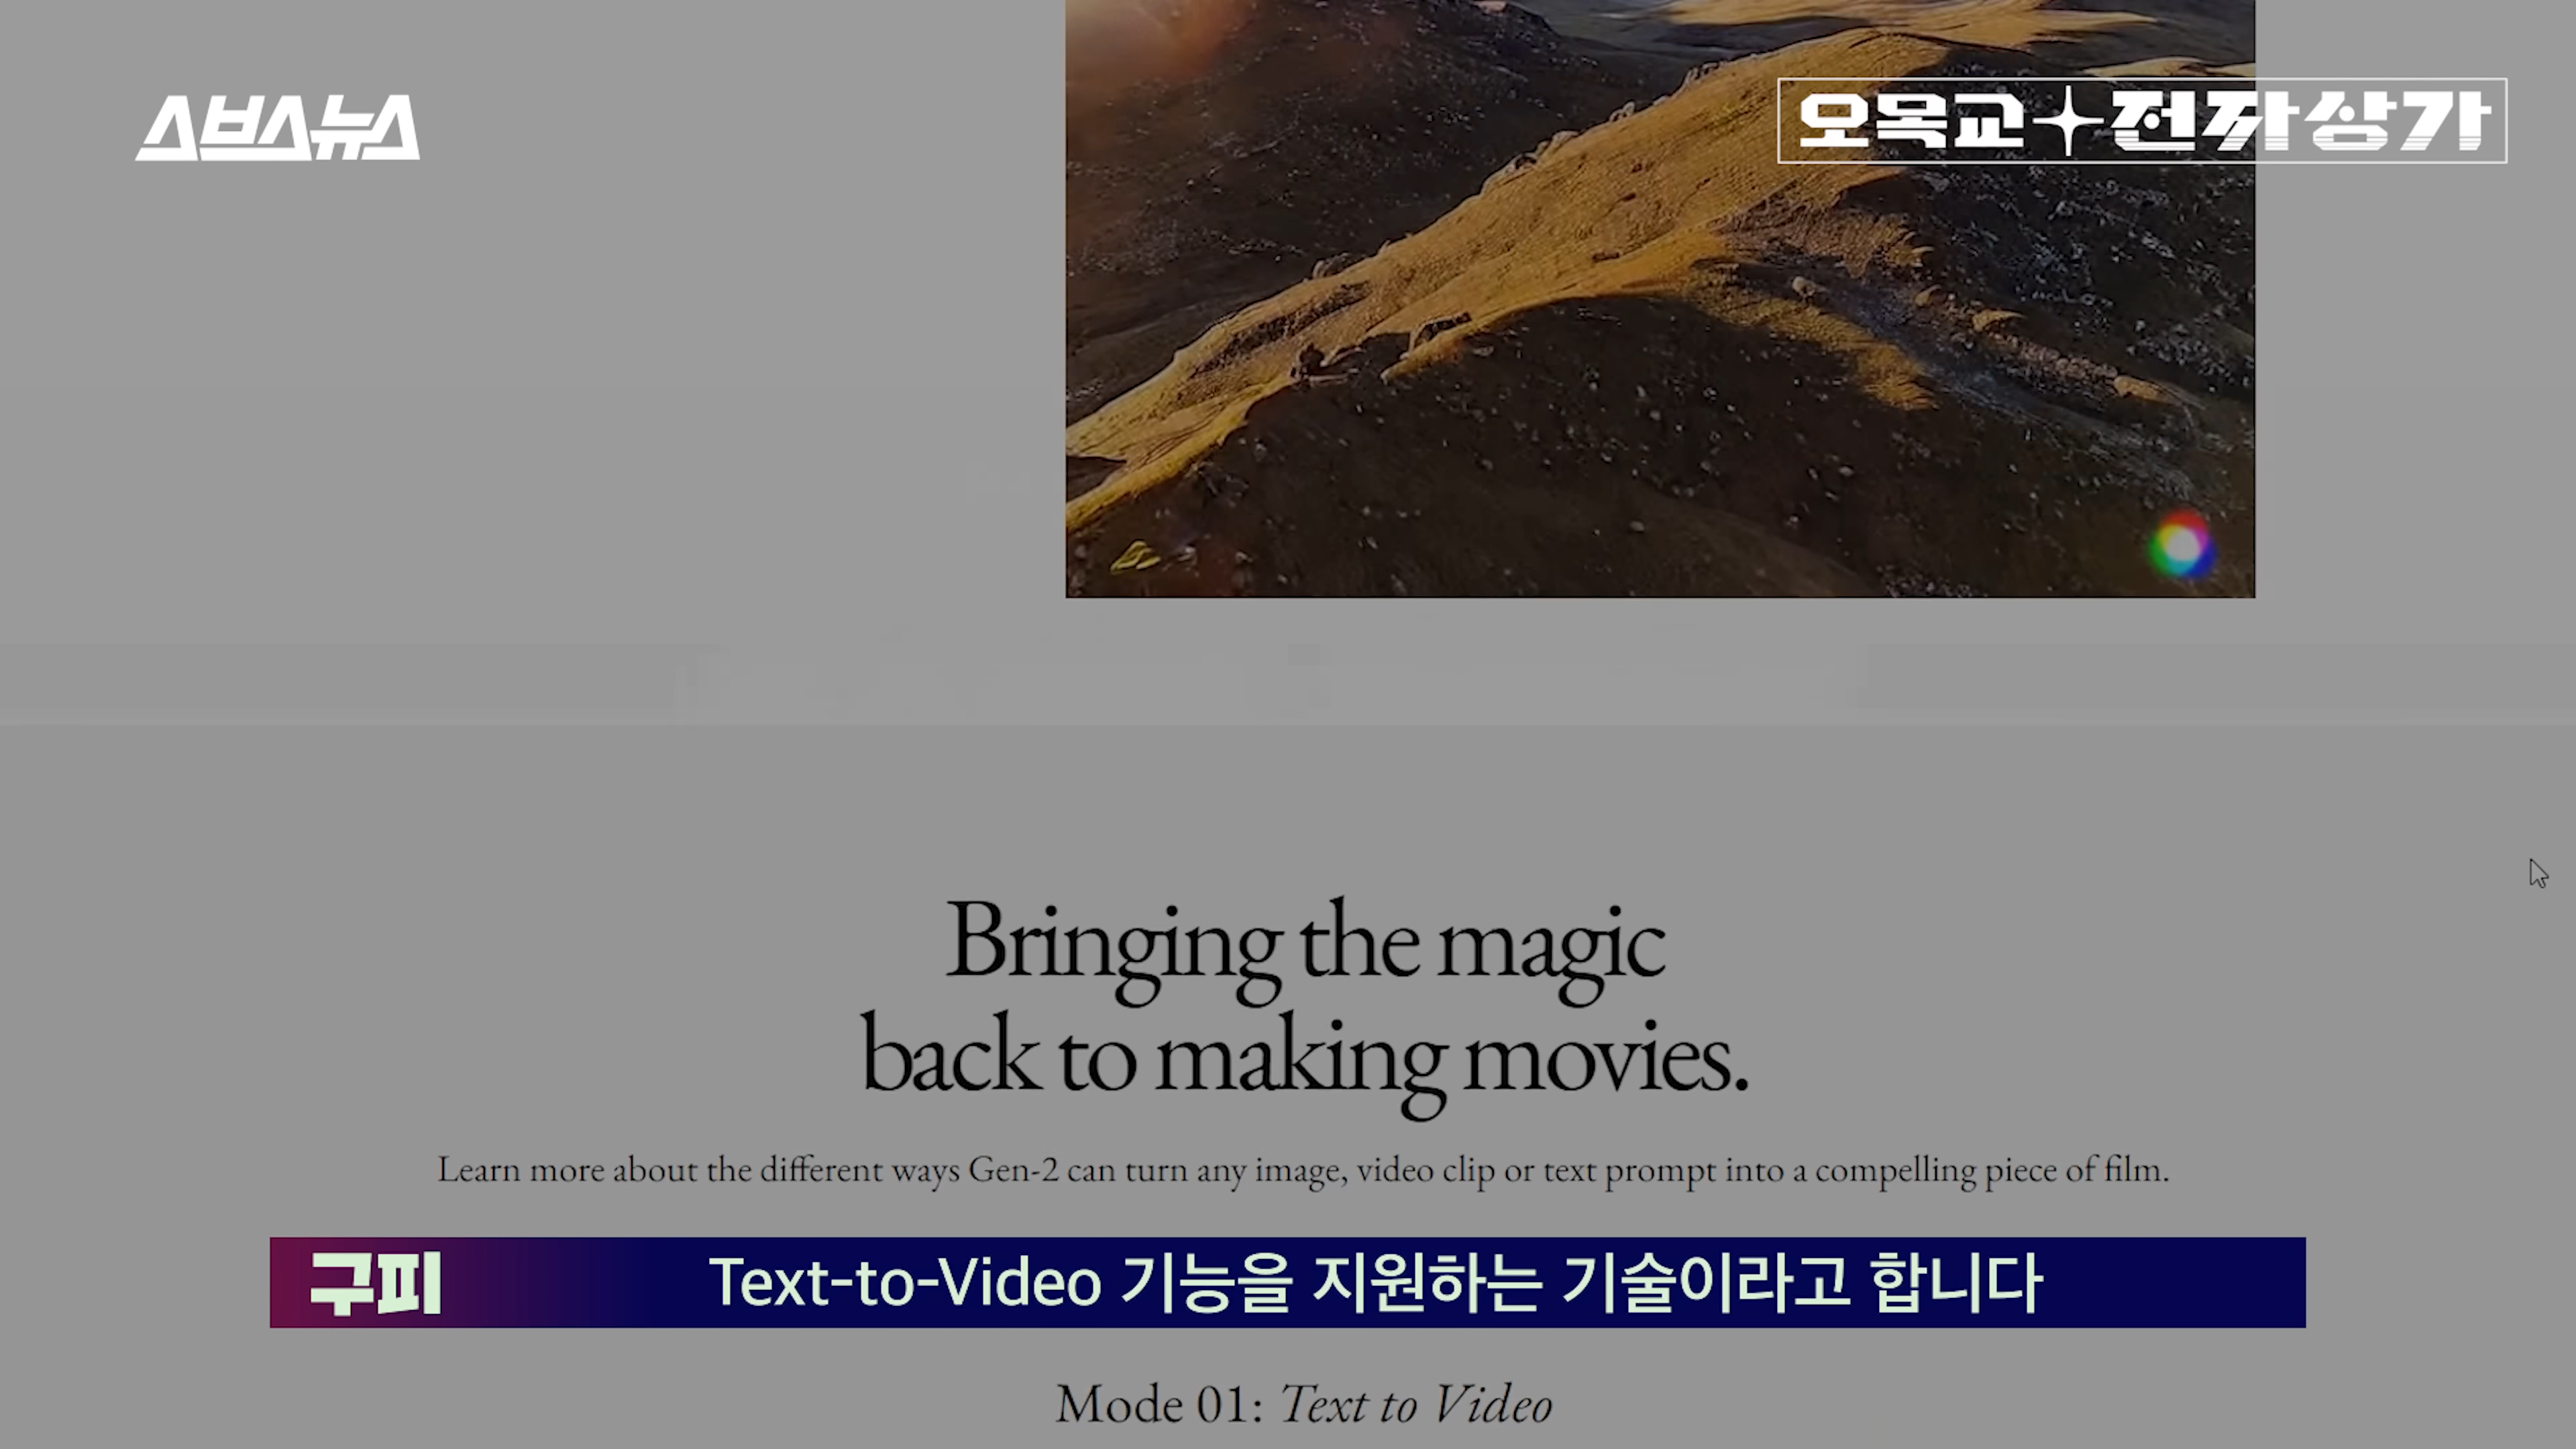 스브스뉴스
오목교 전자상가
Bringing the magic
back to making movies.
Learn more about the different ways Gen-2 can turn any image, video clip or text prompt into a compelling piece of film.
구피
Text-to-Video 기능을 지원하는 기술이라고 합니다
Mode 01: Text to Video